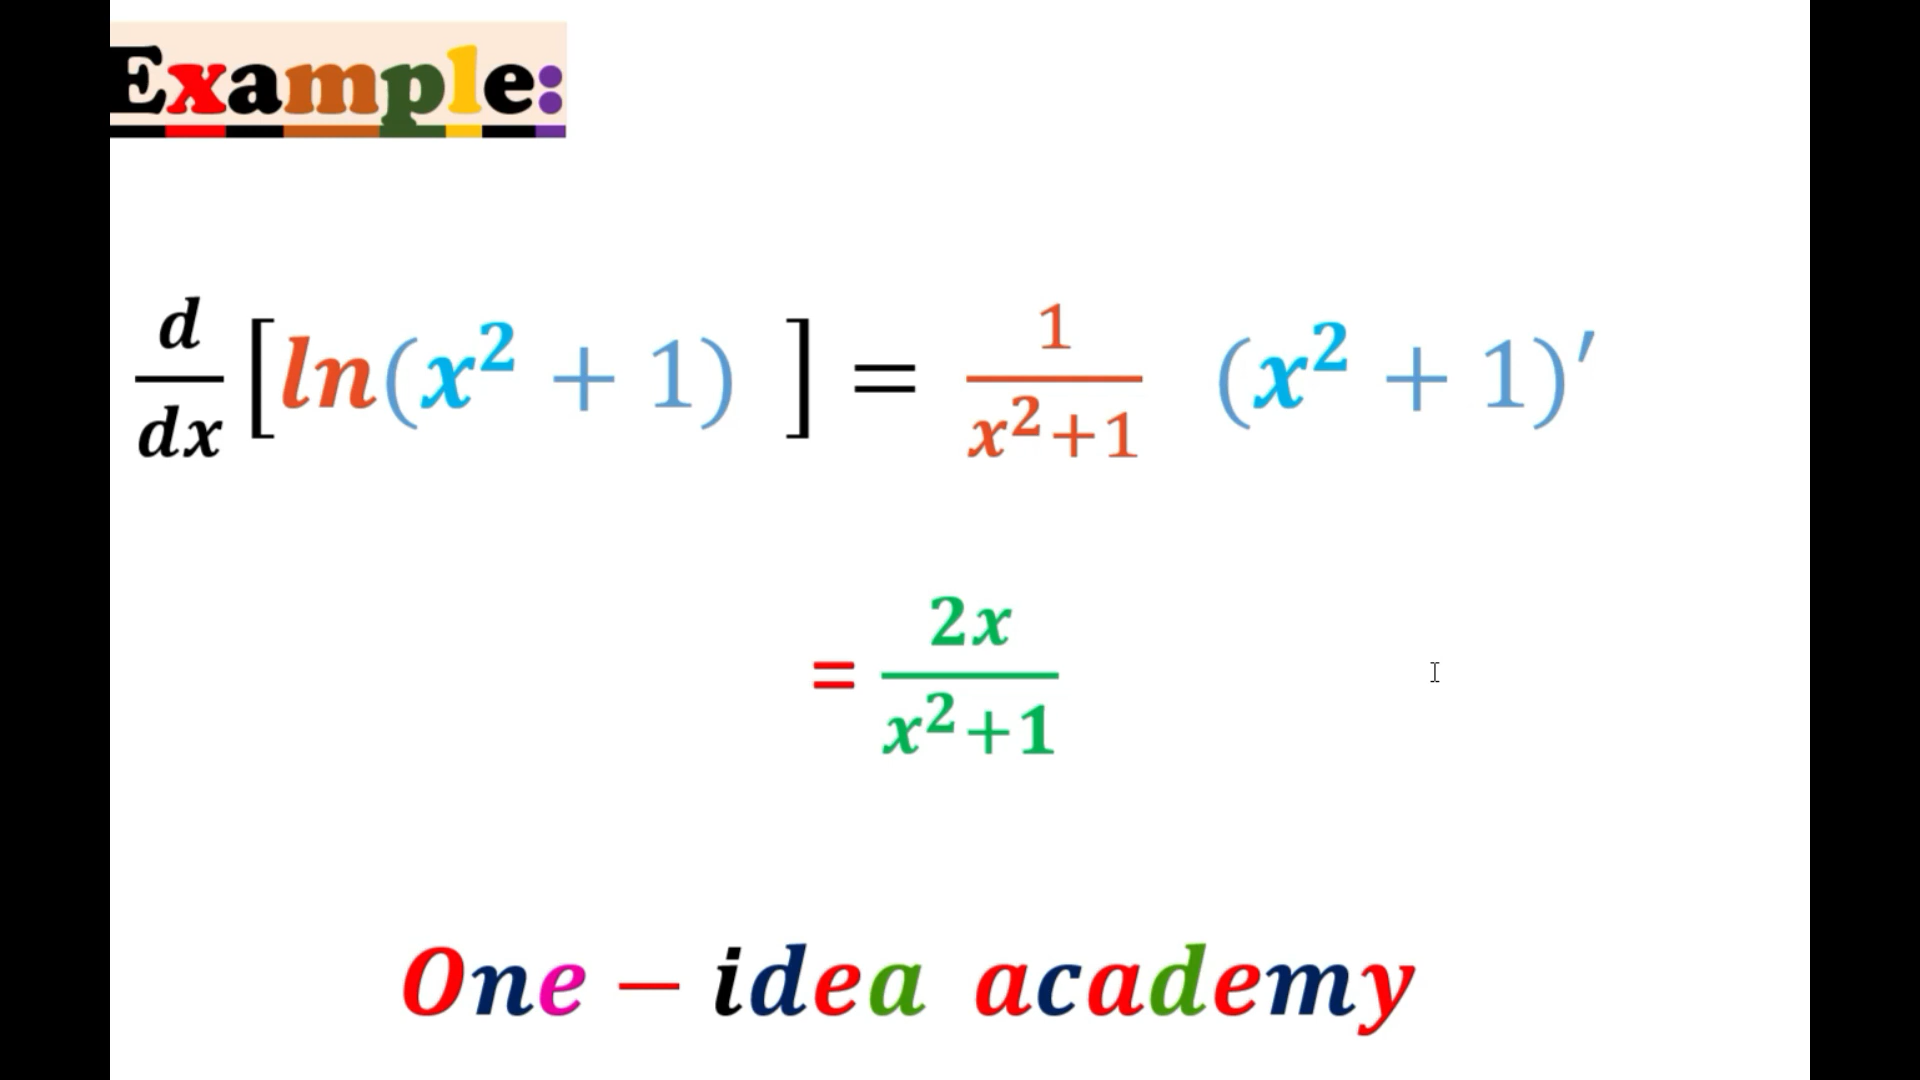 Example:
d/dx [ln(x² + 1) ] = 1/(x²+1) (x² + 1)′
= 2x/(x²+1)
One – idea academy